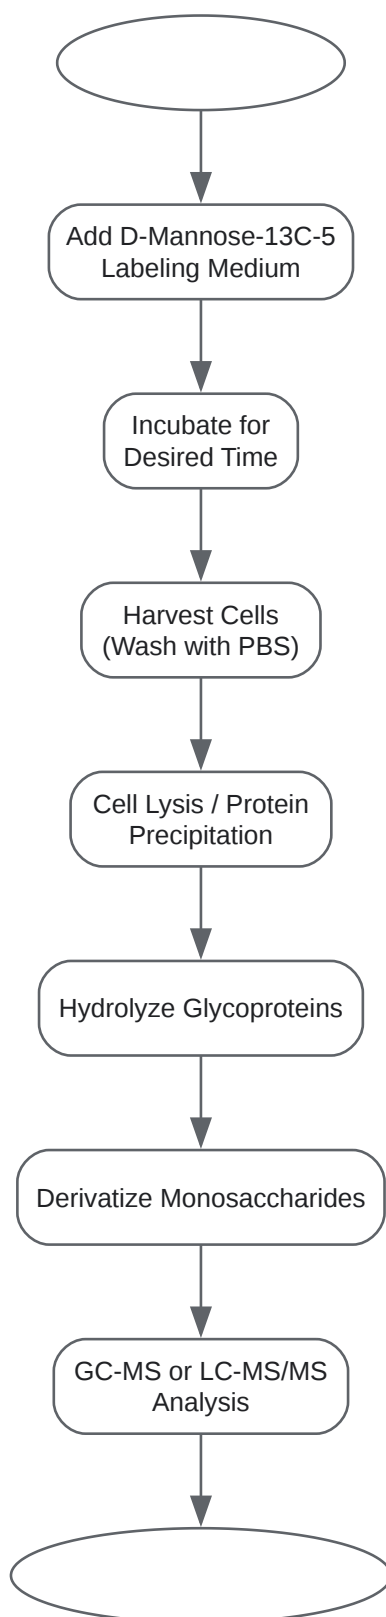 Add D-Mannose-13C-5
Labeling Medium
Incubate for
Desired Time
Harvest Cells
(Wash with PBS)
Cell Lysis / Protein
Precipitation
Hydrolyze Glycoproteins
Derivatize Monosaccharides
GC-MS or LC-MS/MS
Analysis